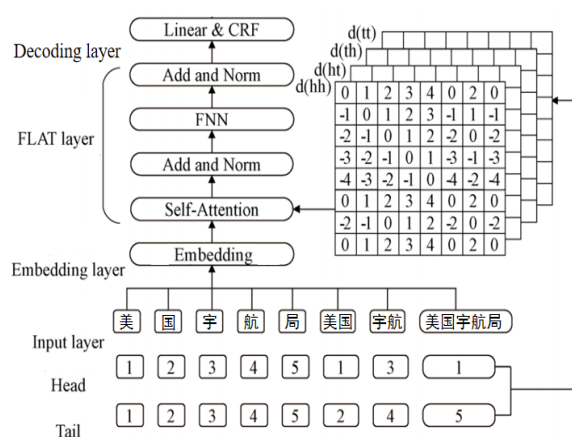 Linear & CRF
Decoding layer
Add and Norm
FNN
FLAT layer
Add and Norm
Self-Attention
Embedding
Embedding layer
d(tt)
d(th)
d(ht)
d(hh)
0 1 2 3 4 0 2 0
-1 0 1 2 3 -1 1 -1
-2 -1 0 1 2 -2 0 -2
-3 -2 -1 0 1 -3 -1 -3
-4 -3 -2 -1 0 -4 -2 -4
0 1 2 3 4 0 2 0
-2 -1 0 1 2 -2 0 -2
0 1 2 3 4 0 2 0
美 国 宇 航 局 美国 宇航 美国宇航局
Input layer
1 2 3 4 5 1 3 1
Head
1 2 3 4 5 2 4 5
Tail